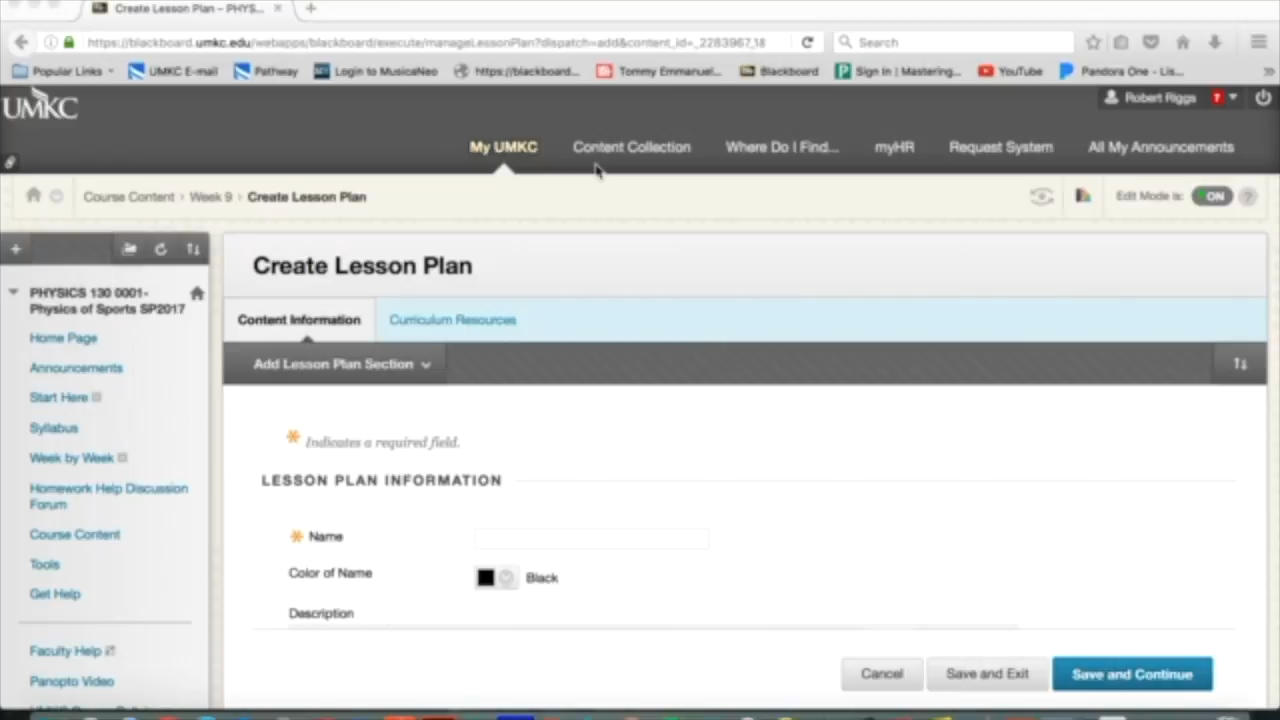 Create Lesson Plan – PHYS...
https://blackboard.umkc.edu/webapps/blackboard/execute/manageLessonPlan?dispatch=add&content_id=_2283967_18
Search
Popular Links
UMKC E-mail
Pathway
Login to MusicaNeo
https://blackboard...
Tommy Emmanuel...
Blackboard
Sign In | Mastering...
YouTube
Pandora One - Lis...
UMKC
Robert Riggs
7
My UMKC
Content Collection
Where Do I Find...
myHR
Request System
All My Announcements
Course Content
Week 9
Create Lesson Plan
Edit Mode is:
ON
PHYSICS 130 0001-
Physics of Sports SP2017
Home Page
Announcements
Start Here
Syllabus
Week by Week
Homework Help Discussion
Forum
Course Content
Tools
Get Help
Faculty Help
Panopto Video
Create Lesson Plan
Content Information
Curriculum Resources
Add Lesson Plan Section
Indicates a required field.
LESSON PLAN INFORMATION
Name
Color of Name
Black
Description
Cancel
Save and Exit
Save and Continue